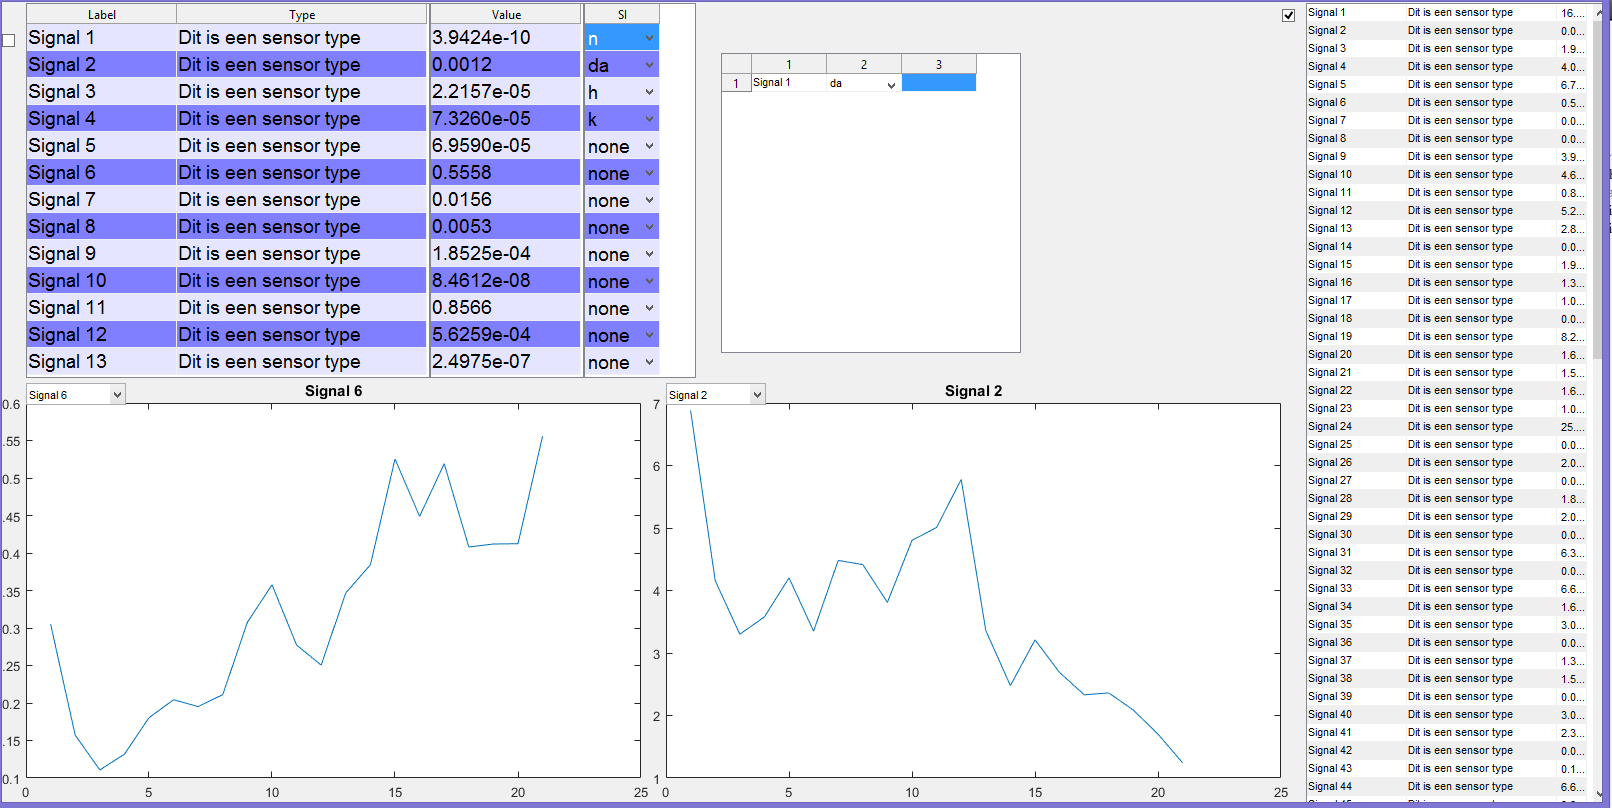 Label Type Value SI
Signal 1 Dit is een sensor type 3.9424e-10 n
Signal 2 Dit is een sensor type 0.0012 da
Signal 3 Dit is een sensor type 2.2157e-05 h
Signal 4 Dit is een sensor type 7.3260e-05 k
Signal 5 Dit is een sensor type 6.9590e-05 none
Signal 6 Dit is een sensor type 0.5558 none
Signal 7 Dit is een sensor type 0.0156 none
Signal 8 Dit is een sensor type 0.0053 none
Signal 9 Dit is een sensor type 1.8525e-04 none
Signal 10 Dit is een sensor type 8.4612e-08 none
Signal 11 Dit is een sensor type 0.8566 none
Signal 12 Dit is een sensor type 5.6259e-04 none
Signal 13 Dit is een sensor type 2.4975e-07 none
1 2 3
1 Signal 1 da
Signal 6
Signal 6
0.6
.55
0.5
.45
0.4
.35
0.3
.25
0.2
.15
0.1
0 5 10 15 20 25
Signal 2
Signal 2
7
6
5
4
3
2
1
0 5 10 15 20 25
Signal 1 Dit is een sensor type 16....
Signal 2 Dit is een sensor type 0.0...
Signal 3 Dit is een sensor type 1.9...
Signal 4 Dit is een sensor type 4.0...
Signal 5 Dit is een sensor type 6.7...
Signal 6 Dit is een sensor type 0.5...
Signal 7 Dit is een sensor type 0.0...
Signal 8 Dit is een sensor type 0.0...
Signal 9 Dit is een sensor type 3.9...
Signal 10 Dit is een sensor type 4.6...
Signal 11 Dit is een sensor type 0.8...
Signal 12 Dit is een sensor type 5.2...
Signal 13 Dit is een sensor type 2.8...
Signal 14 Dit is een sensor type 0.0...
Signal 15 Dit is een sensor type 1.9...
Signal 16 Dit is een sensor type 1.3...
Signal 17 Dit is een sensor type 1.0...
Signal 18 Dit is een sensor type 0.0...
Signal 19 Dit is een sensor type 8.2...
Signal 20 Dit is een sensor type 1.6...
Signal 21 Dit is een sensor type 1.5...
Signal 22 Dit is een sensor type 1.6...
Signal 23 Dit is een sensor type 1.0...
Signal 24 Dit is een sensor type 25....
Signal 25 Dit is een sensor type 0.0...
Signal 26 Dit is een sensor type 2.0...
Signal 27 Dit is een sensor type 0.0...
Signal 28 Dit is een sensor type 1.8...
Signal 29 Dit is een sensor type 2.0...
Signal 30 Dit is een sensor type 0.0...
Signal 31 Dit is een sensor type 6.3...
Signal 32 Dit is een sensor type 0.0...
Signal 33 Dit is een sensor type 6.6...
Signal 34 Dit is een sensor type 1.6...
Signal 35 Dit is een sensor type 3.0...
Signal 36 Dit is een sensor type 0.0...
Signal 37 Dit is een sensor type 1.3...
Signal 38 Dit is een sensor type 1.5...
Signal 39 Dit is een sensor type 0.0...
Signal 40 Dit is een sensor type 3.0...
Signal 41 Dit is een sensor type 2.3...
Signal 42 Dit is een sensor type 0.0...
Signal 43 Dit is een sensor type 0.1...
Signal 44 Dit is een sensor type 6.6...